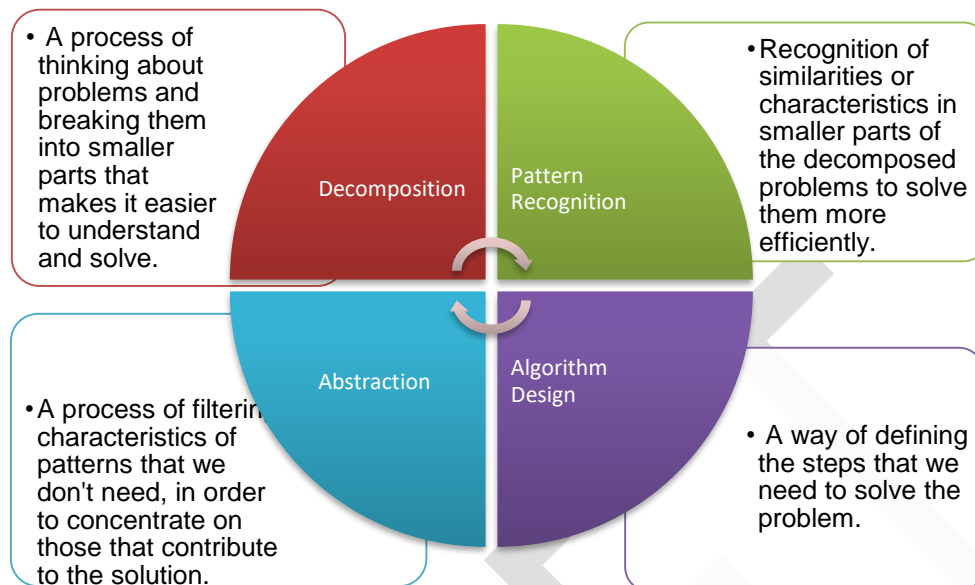 • A process of
thinking about
problems and
breaking them
into smaller
parts that
makes it easier
to understand
and solve.
Decomposition
Pattern
Recognition
•Recognition of
similarities or
characteristics in
smaller parts of
the decomposed
problems to solve
them more
efficiently.
•A process of filterin
characteristics of
patterns that we
don't need, in order
to concentrate on
those that contribute
to the solution.
Abstraction
Algorithm
Design
• A way of defining
the steps that we
need to solve the
problem.